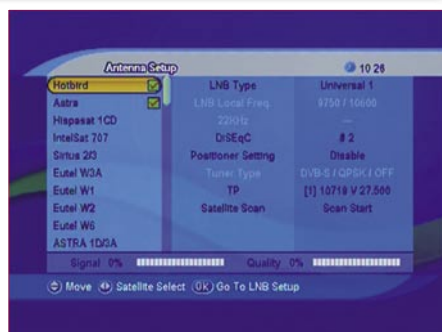 Antenna Setup 10 26
Hotbird LNB Type Universal 1
Astra LNB Local Freq. 9750 / 10600
Hispasat 1CD 22kHz ---
IntelSat 707 DiSEqC # 2
Sirius 2/3 Positioner Setting Disable
Eutel W3A Tuner Type DVB-S / QPSK / OFF
Eutel W1 TP [1] 10719 V 27.500
Eutel W2 Satellite Scan Scan Start
Eutel W6
ASTRA 1D/3A
Signal 0% Quality 0%
Move Satellite Select OK Go To LNB Setup